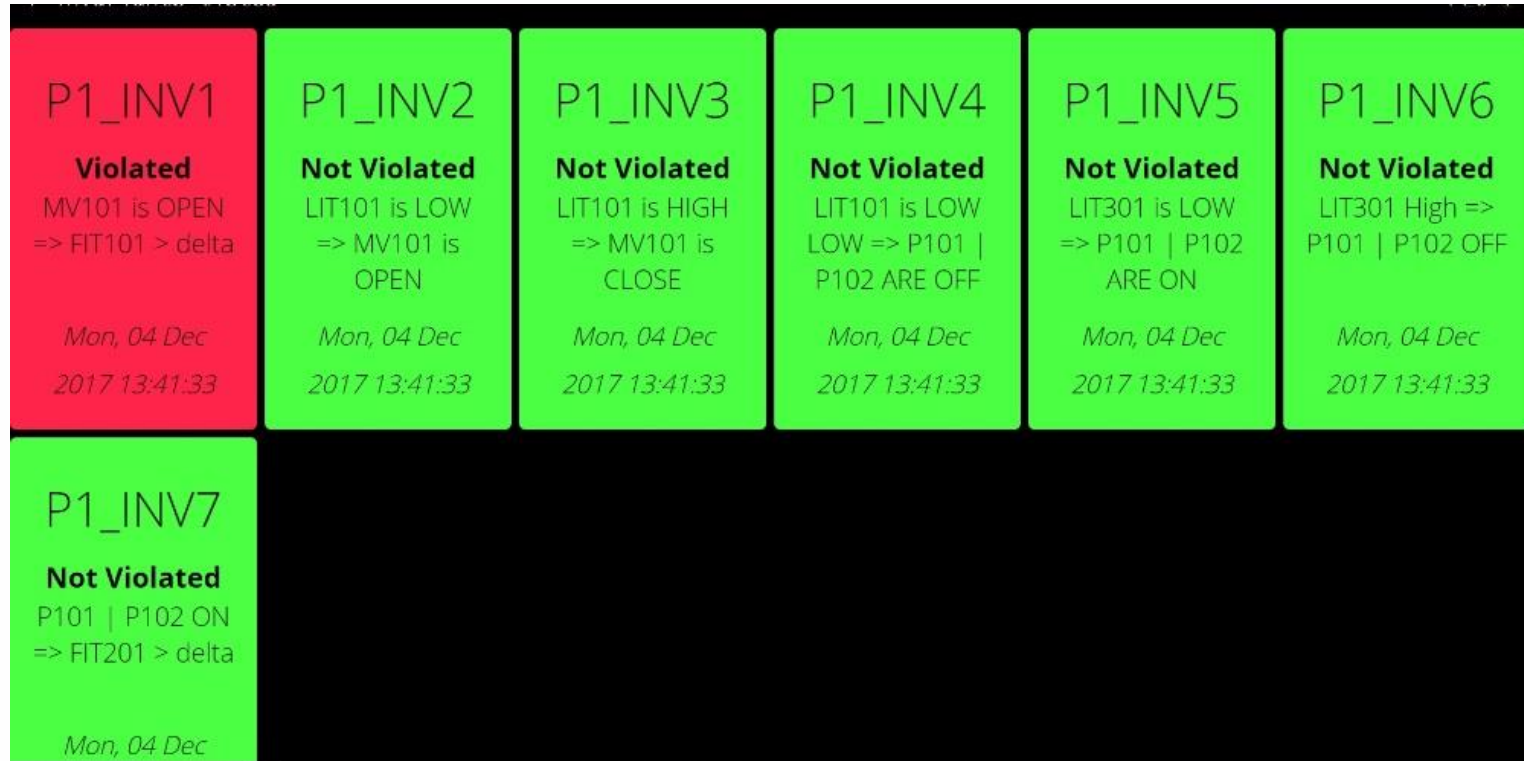 P1_INV1
Violated
MV101 is OPEN
=> FIT101 > delta
Mon, 04 Dec
2017 13:41:33
P1_INV2
Not Violated
LIT101 is LOW
=> MV101 is
OPEN
Mon, 04 Dec
2017 13:41:33
P1_INV3
Not Violated
LIT101 is HIGH
=> MV101 is
CLOSE
Mon, 04 Dec
2017 13:41:33
P1_INV4
Not Violated
LIT101 is LOW
LOW => P101 |
P102 ARE OFF
Mon, 04 Dec
2017 13:41:33
P1_INV5
Not Violated
LIT301 is LOW
=> P101 | P102
ARE ON
Mon, 04 Dec
2017 13:41:33
P1_INV6
Not Violated
LIT301 High =>
P101 | P102 OFF
Mon, 04 Dec
2017 13:41:33
P1_INV7
Not Violated
P101 | P102 ON
=> FIT201 > delta
Mon, 04 Dec